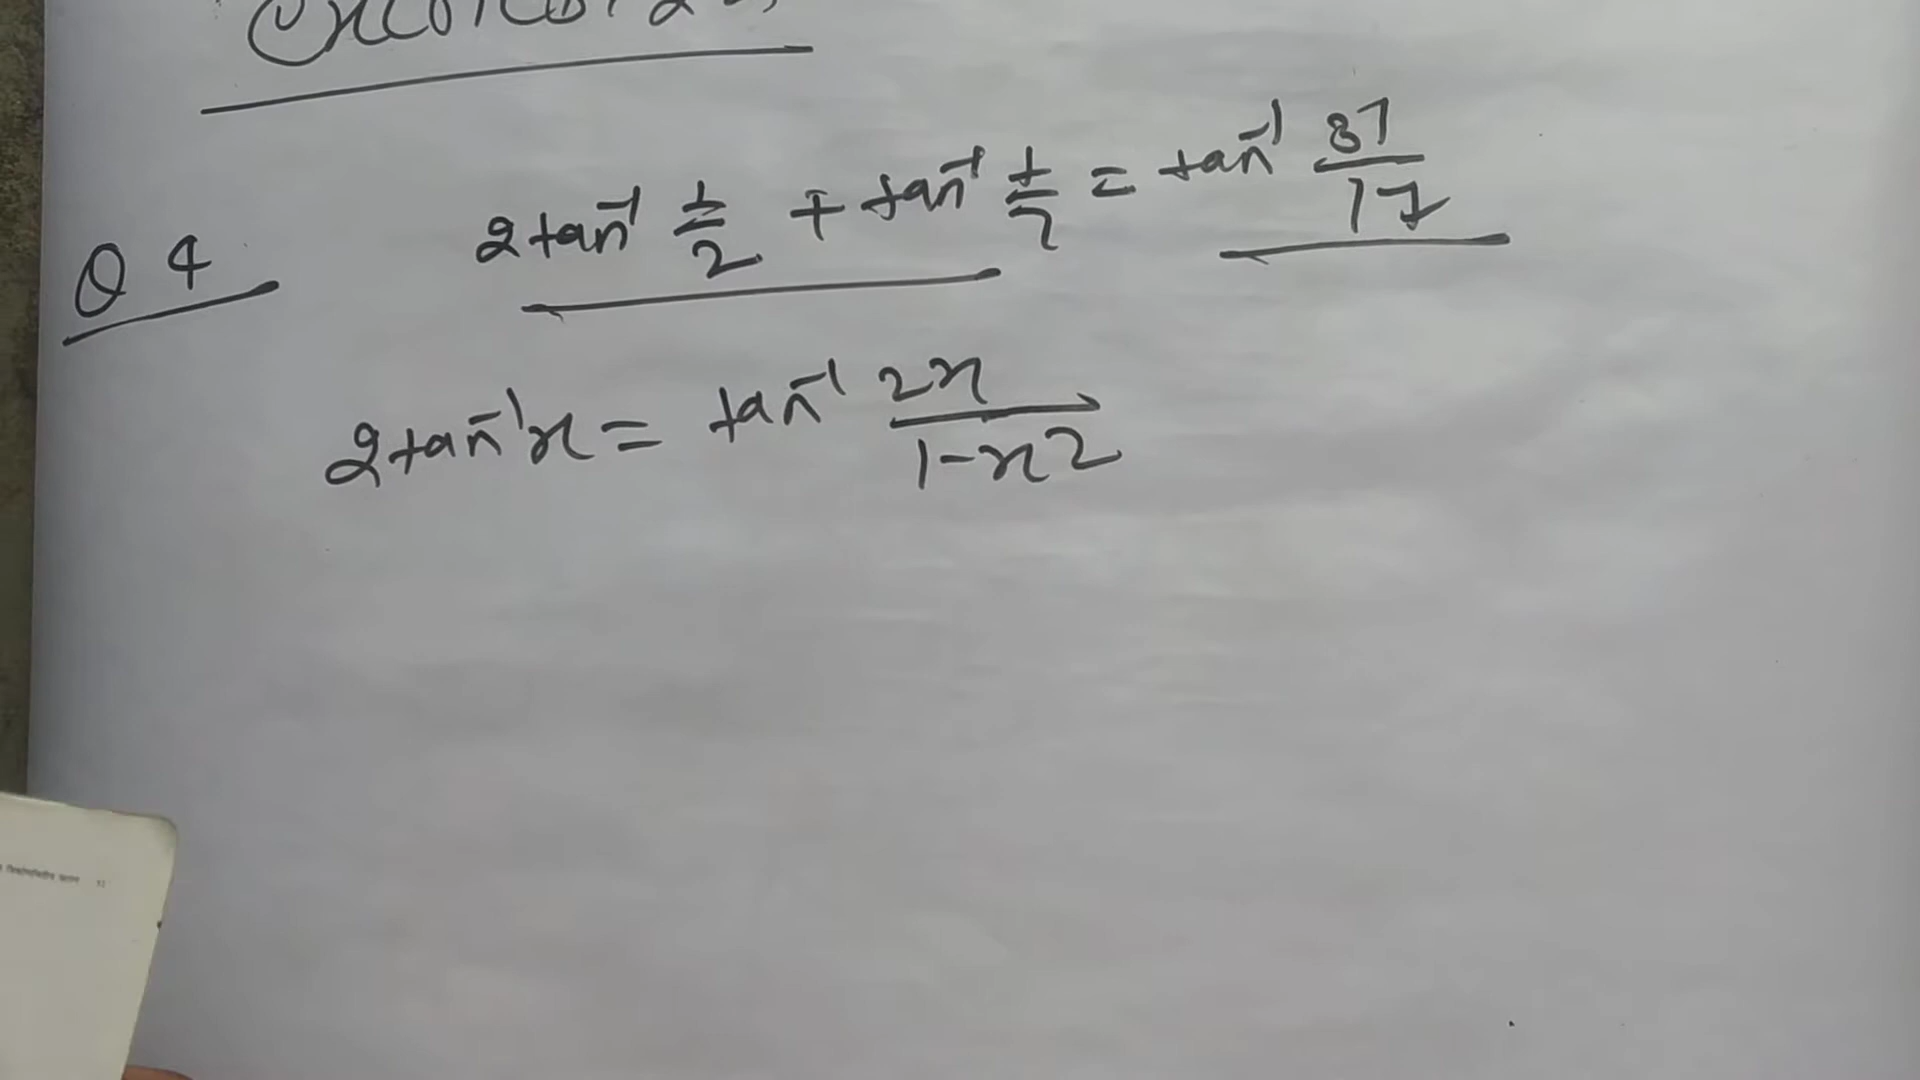 Q 4
2tan⁻¹ 1/2 + tan⁻¹ 1/7 = tan⁻¹ 31/17
2tan⁻¹x = tan⁻¹ 2x/1-x2